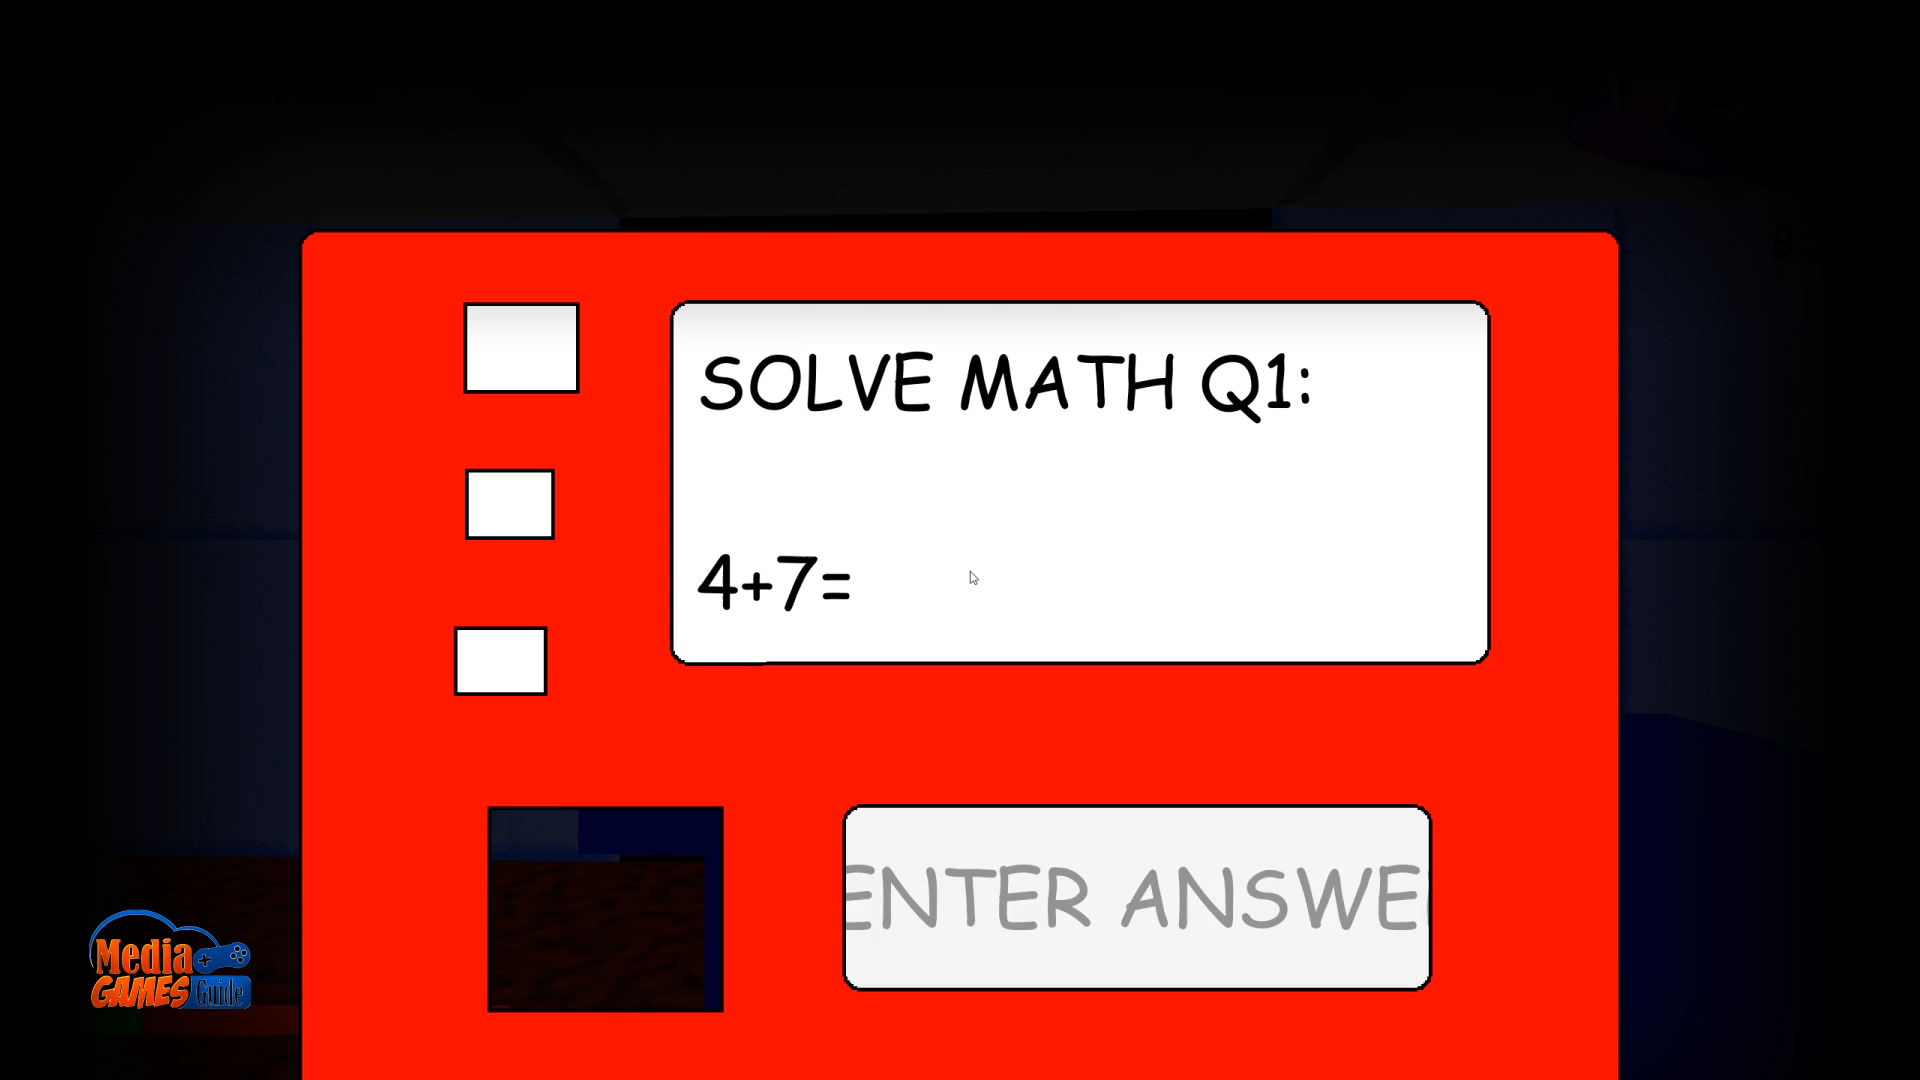 SOLVE MATH Q1:
4+7=
ENTER ANSWE
Media
GAMES Guide